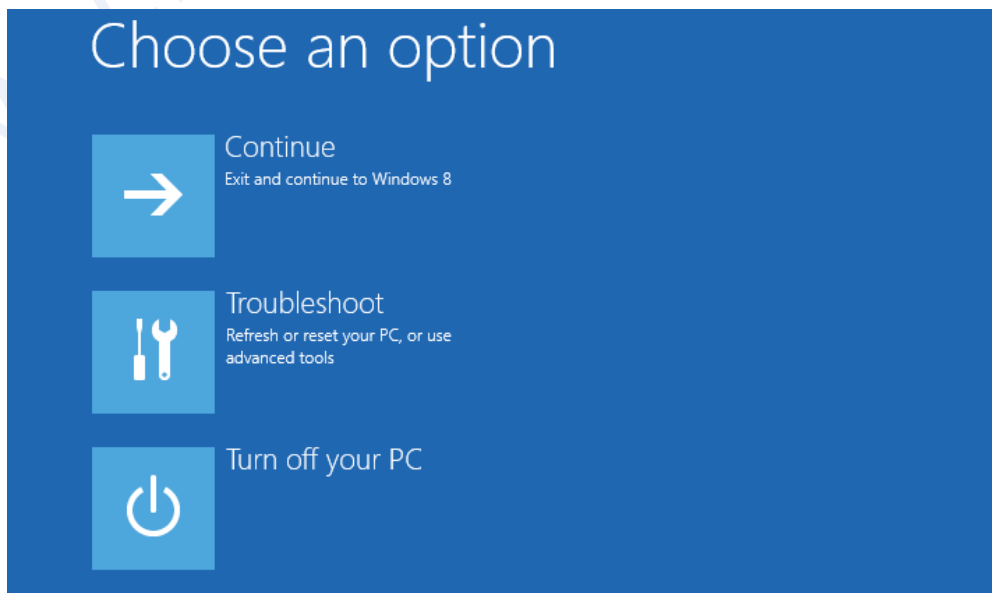 Choose an option
Continue
Exit and continue to Windows 8
Troubleshoot
Refresh or reset your PC, or use
advanced tools
Turn off your PC